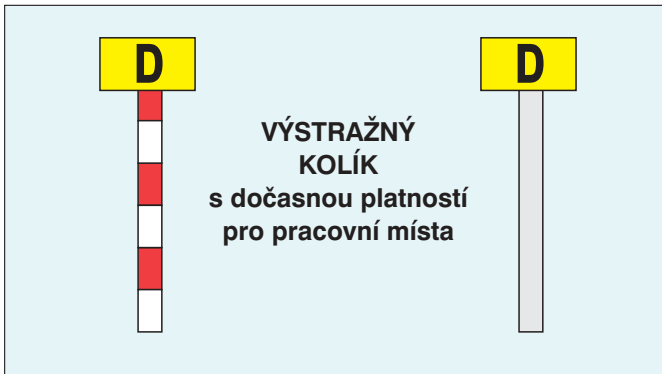 D
D
VÝSTRAŽNÝ
KOLÍK
s dočasnou platností
pro pracovní místa